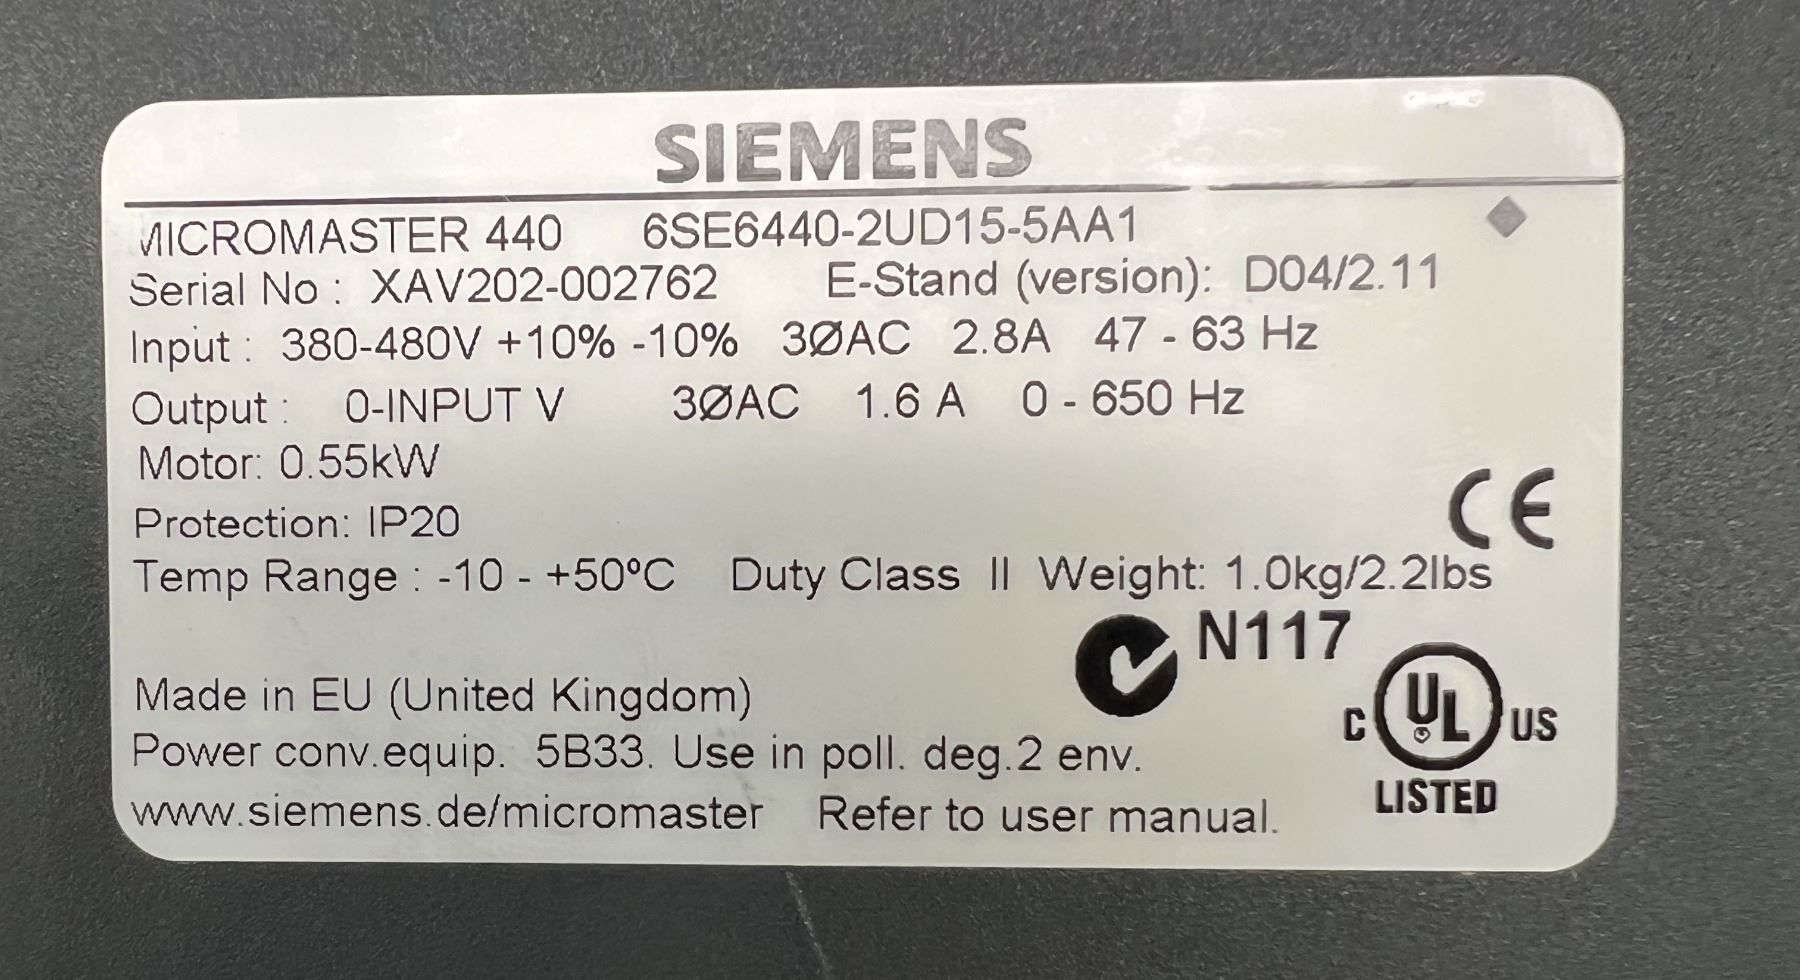 SIEMENS
MICROMASTER 440 6SE6440-2UD15-5AA1
Serial No : XAV202-002762 E-Stand (version): D04/2.11
Input : 380-480V +10% -10% 3ØAC 2.8A 47 - 63 Hz
Output : 0-INPUT V 3ØAC 1.6 A 0 - 650 Hz
Motor: 0.55kW
Protection: IP20
CE
Temp Range : -10 - +50ºC Duty Class II Weight: 1.0kg/2.2lbs
N117
Made in EU (United Kingdom)
C UL US
LISTED
Power conv.equip. 5B33. Use in poll. deg.2 env.
www.siemens.de/micromaster Refer to user manual.